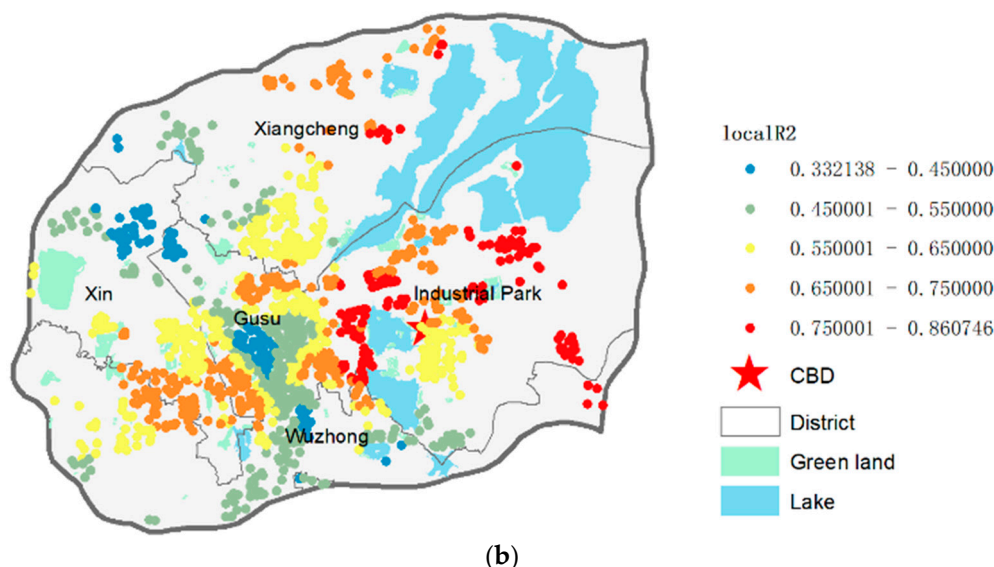 Xiangcheng
Xin
Gusu
Industrial Park
Wuzhong
localR2
0.332138 - 0.450000
0.450001 - 0.550000
0.550001 - 0.650000
0.650001 - 0.750000
0.750001 - 0.860746
CBD
District
Green land
Lake
(b)